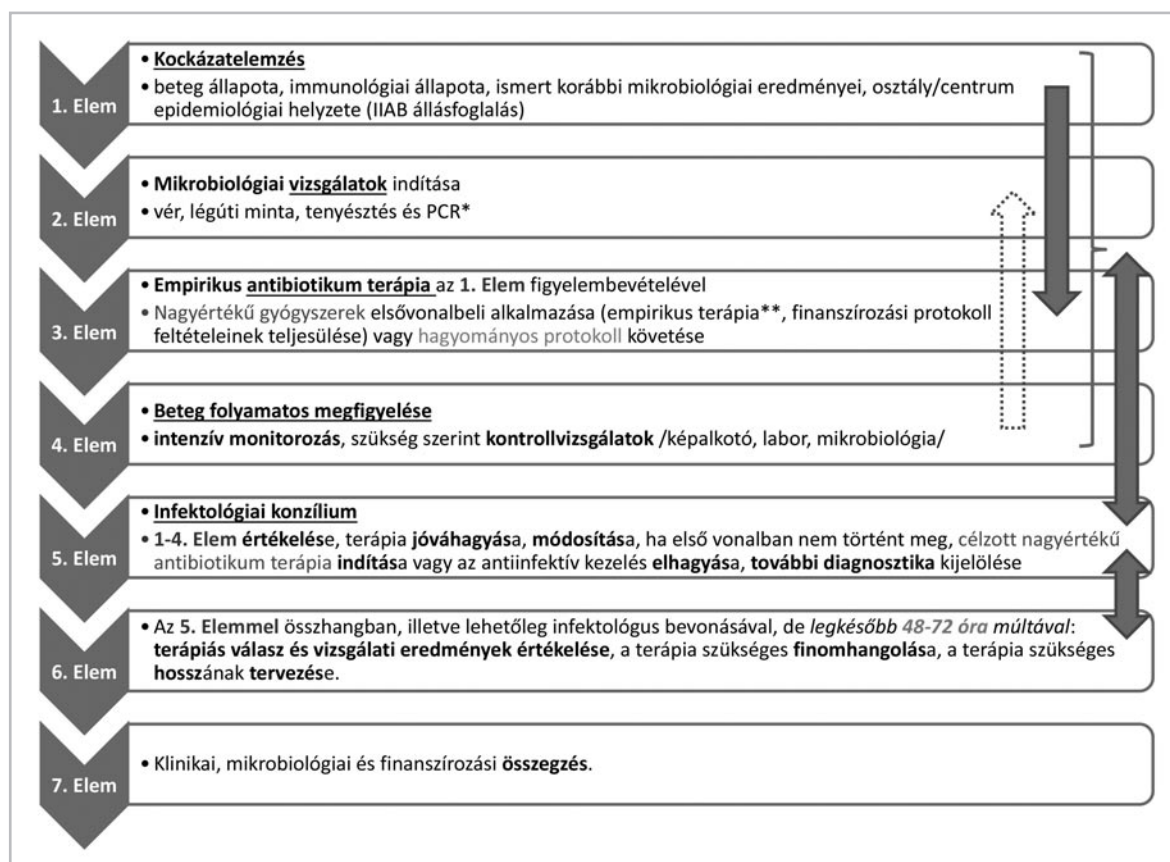 1. Elem
• Kockázatelemzés
• beteg állapota, immunológiai állapota, ismert korábbi mikrobiológiai eredményei, osztály/centrum
epidemiológiai helyzete (IIAB állásfoglalás)
2. Elem
• Mikrobiológiai vizsgálatok indítása
• vér, légúti minta, tenyésztés és PCR*
3. Elem
• Empirikus antibiotikum terápia az 1. Elem figyelembevételével
• Nagyértékű gyógyszerek elsővonalbeli alkalmazása (empirikus terápia**, finanszírozási protokoll
feltételeinek teljesülése) vagy hagyományos protokoll követése
4. Elem
• Beteg folyamatos megfigyelése
• intenzív monitorozás, szükség szerint kontrollvizsgálatok /képalkotó, labor, mikrobiológia/
5. Elem
• Infektológiai konzílium
• 1-4. Elem értékelése, terápia jóváhagyása, módosítása, ha első vonalban nem történt meg, célzott nagyértékű
antibiotikum terápia indítása vagy az antiinfektív kezelés elhagyása, további diagnosztika kijelölése
6. Elem
• Az 5. Elemmel összhangban, illetve lehetőleg infektológus bevonásával, de legkésőbb 48-72 óra múltával:
terápiás válasz és vizsgálati eredmények értékelése, a terápia szükséges finomhangolása, a terápia szükséges
hosszának tervezése.
7. Elem
• Klinikai, mikrobiológiai és finanszírozási összegzés.